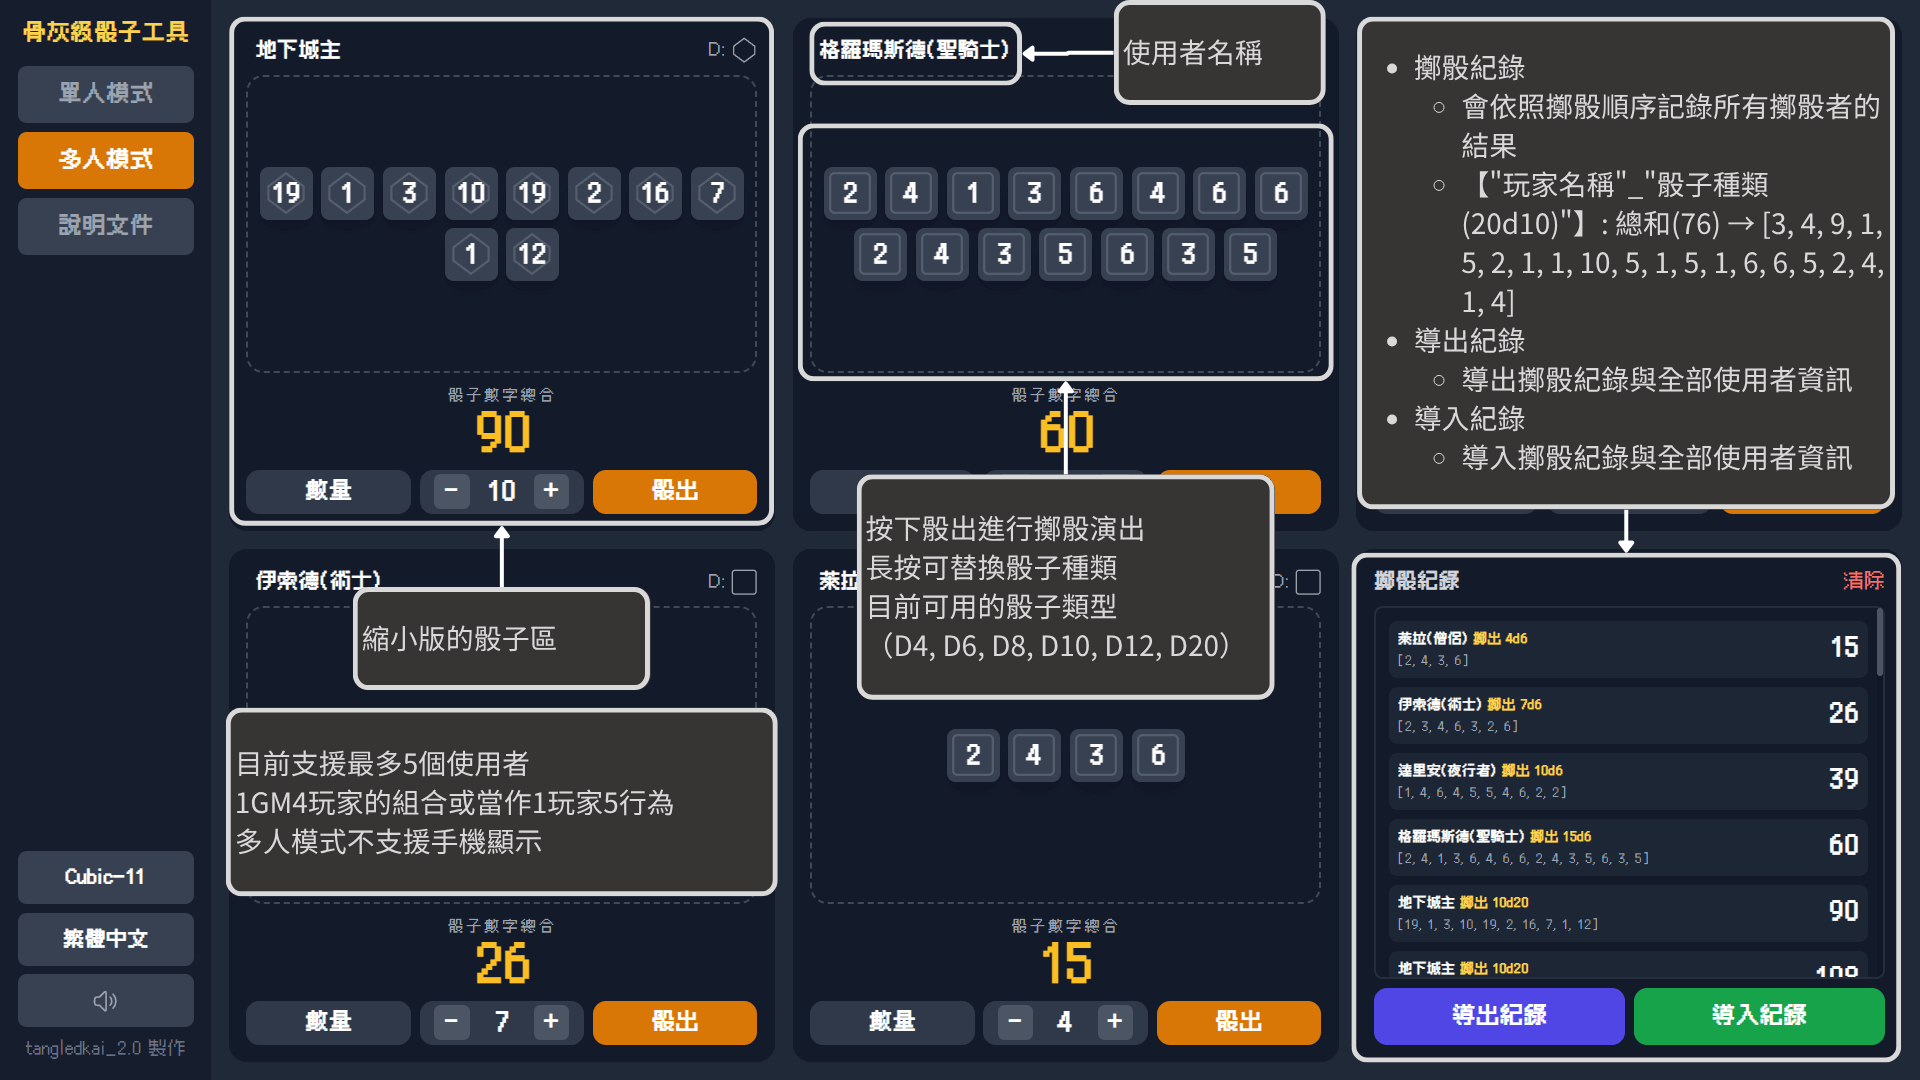 骨灰級骰子工具
單人模式
多人模式
說明文件
Cubic-11
繁體中文
tangledkai_2.0 製作
地下城主
D:
19 1 3 10 19 2 16 7
1 12
骰子數字總合
90
數量
− 10 +
骰出
格羅瑪斯德(聖騎士)
使用者名稱
2 4 1 3 6 4 6 6
2 4 3 5 6 3 5
骰子數字總合
60
按下骰出進行擲骰演出
長按可替換骰子種類
目前可用的骰子類型
（D4, D6, D8, D10, D12, D20）
伊索德(術士)
D:
縮小版的骰子區
目前支援最多5個使用者
1GM4玩家的組合或當作1玩家5行為
多人模式不支援手機顯示
骰子數字總合
26
數量
− 7 +
骰出
萊拉
D:
2 4 3 6
骰子數字總合
15
數量
− 4 +
骰出
擲骰紀錄
會依照擲骰順序記錄所有擲骰者的
結果
【"玩家名稱"_"骰子種類
(20d10)"】: 總和(76) → [3, 4, 9, 1,
5, 2, 1, 1, 10, 5, 1, 5, 1, 6, 6, 5, 2, 4,
1, 4]
導出紀錄
導出擲骰紀錄與全部使用者資訊
導入紀錄
導入擲骰紀錄與全部使用者資訊
擲骰紀錄
清除
萊拉(僧侶) 擲出 4d6
[2, 4, 3, 6]
15
伊索德(術士) 擲出 7d6
[2, 3, 4, 6, 3, 2, 6]
26
達里安(夜行者) 擲出 10d6
[1, 4, 6, 4, 5, 5, 4, 6, 2, 2]
39
格羅瑪斯德(聖騎士) 擲出 15d6
[2, 4, 1, 3, 6, 4, 6, 6, 2, 4, 3, 5, 6, 3, 5]
60
地下城主 擲出 10d20
[19, 1, 3, 10, 19, 2, 16, 7, 1, 12]
90
地下城主 擲出 10d20
導出紀錄
導入紀錄